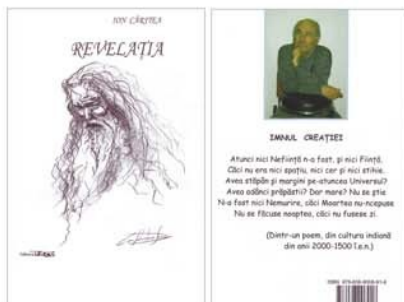 ION CÂRȚEA
REVELAȚIA
Editura
IMNUL CREAȚIEI
Atunci nici Neființă n-a fost, și nici Ființă.
Căci nu era nici spațiu, nici cer și nici stihie.
Avea stăpân și margini pe-atuncea Universul?
Avea adânci prăpăstii? Dar mare? Nu se știe
N-a fost nici Nemurire, căci Moartea nu-ncepuse
Nu se făcuse noaptea, căci nu fusese zi.
(Dintr-un poem, din cultura indiană
din anii 2000-1500 î.e.n.)